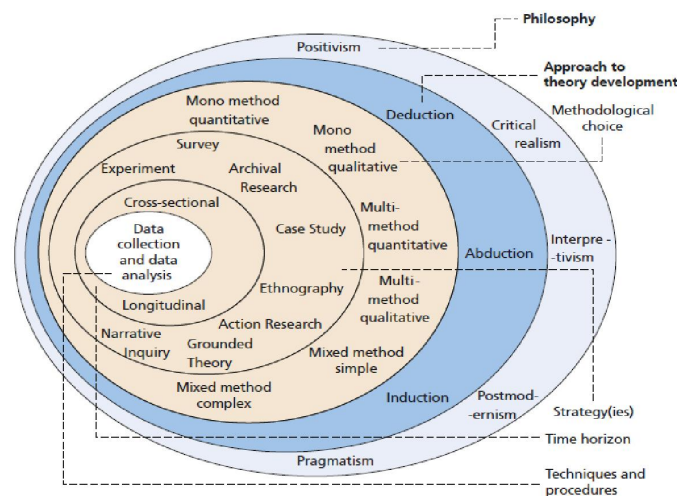 Philosophy
Positivism
Approach to
theory development
Mono method
quantitative
Deduction
Methodological
choice
Critical
realism
Mono
method
qualitative
Survey
Experiment
Archival
Research
Cross-sectional
Multi-
method
quantitative
Case Study
Data
collection
and data
analysis
Abduction
Interpre-
-tivism
Ethnography
Multi-
method
qualitative
Longitudinal
Action Research
Narrative
Inquiry
Grounded
Theory
Mixed method
simple
Mixed method
complex
Induction
Postmod-
-ernism
Strategy(ies)
Time horizon
Pragmatism
Techniques and
procedures